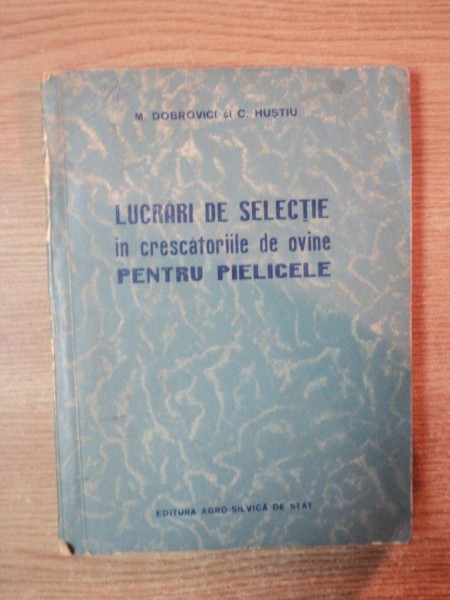 M. DOBROVICI și C. HUSTIU
LUCRĂRI DE SELECȚIE
în crescătoriile de ovine
PENTRU PIELICELE
EDITURA AGRO-SILVICĂ DE STAT